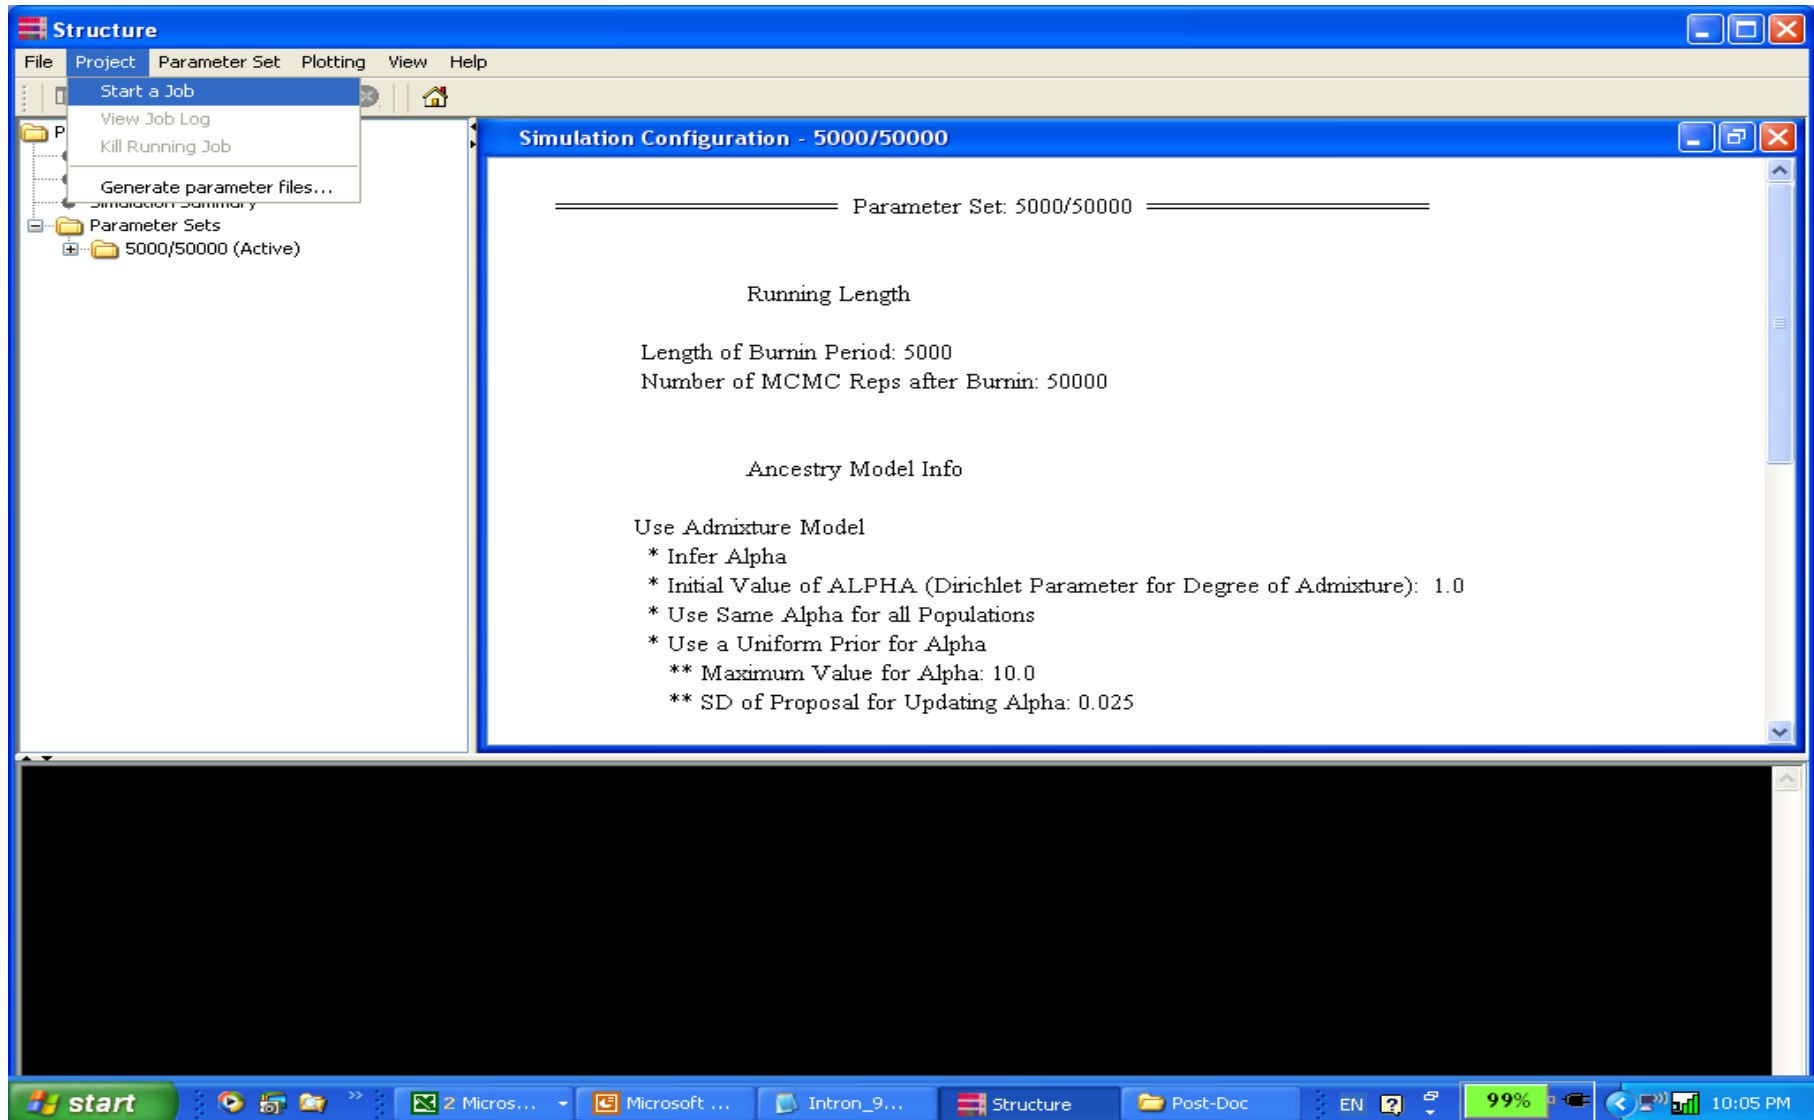 Structure
File Project Parameter Set Plotting View Help
Start a Job
View Job Log
Kill Running Job
Generate parameter files...
Simulation Summary
Parameter Sets
5000/50000 (Active)
Simulation Configuration - 5000/50000
Parameter Set: 5000/50000
Running Length
Length of Burnin Period: 5000
Number of MCMC Reps after Burnin: 50000
Ancestry Model Info
Use Admixture Model
* Infer Alpha
* Initial Value of ALPHA (Dirichlet Parameter for Degree of Admixture): 1.0
* Use Same Alpha for all Populations
* Use a Uniform Prior for Alpha
** Maximum Value for Alpha: 10.0
** SD of Proposal for Updating Alpha: 0.025
start » 2 Micros... Microsoft ... Intron_9... Structure Post-Doc EN 99% 10:05 PM